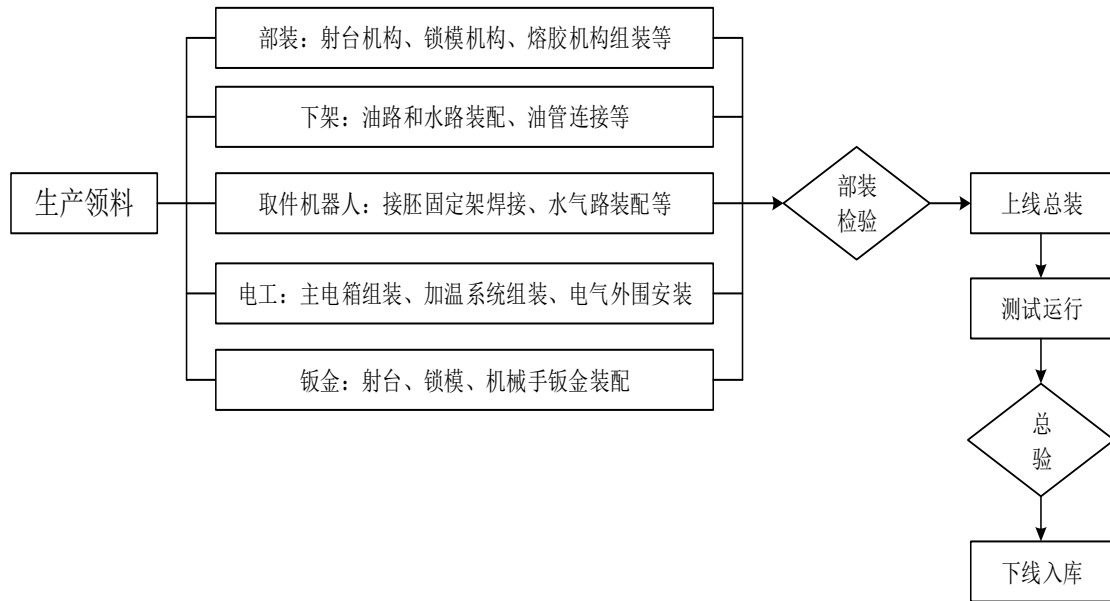 部装：射台机构、锁模机构、熔胶机构组装等
下架：油路和水路装配、油管连接等
生产领料
取件机器人：接胚固定架焊接、水气路装配等
部装
检验
上线总装
电工：主电箱组装、加温系统组装、电气外围安装
测试运行
钣金：射台、锁模、机械手钣金装配
总
验
下线入库